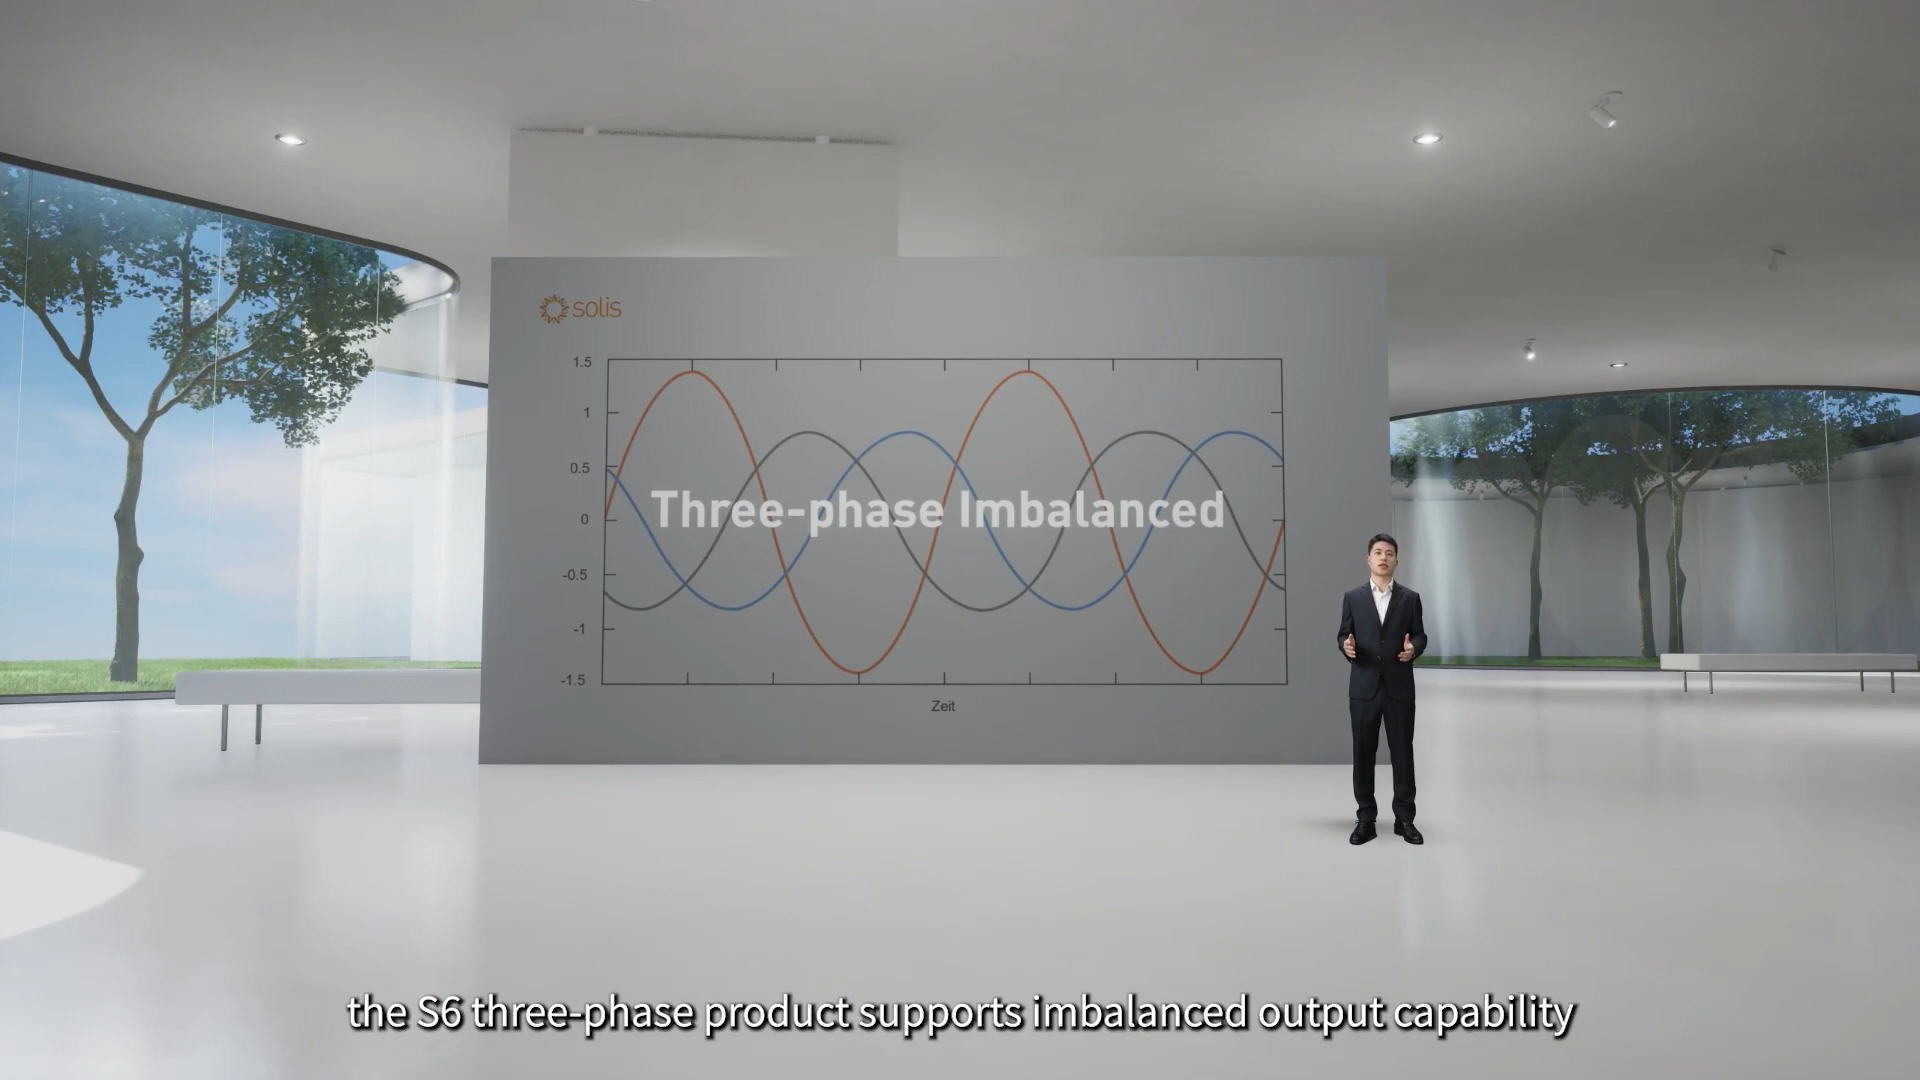 solis
1.5
1
0.5
0
-0.5
-1
-1.5
Three-phase Imbalanced
Zeit
the S6 three-phase product supports imbalanced output capability